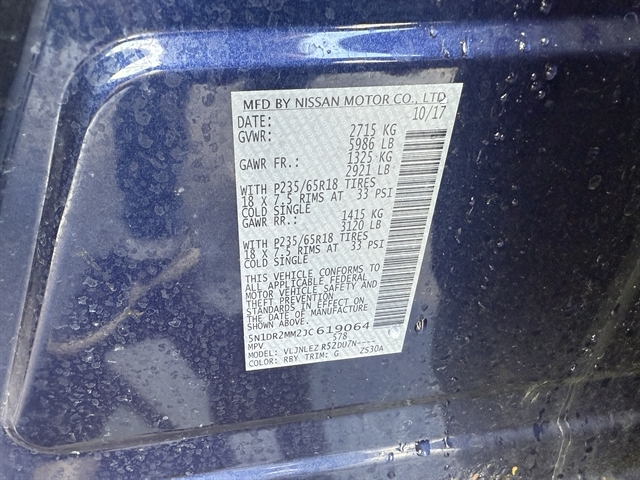 MFD BY NISSAN MOTOR CO., LTD
DATE: 10/17
GVWR: 2715 KG
5986 LB
GAWR FR.: 1325 KG
2921 LB
WITH P235/65R18 TIRES
18 X 7.5 RIMS AT 33 PSI
COLD SINGLE
GAWR RR.: 1415 KG
3120 LB
WITH P235/65R18 TIRES
18 X 7.5 RIMS AT 33 PSI
COLD SINGLE
THIS VEHICLE CONFORMS TO
ALL APPLICABLE FEDERAL
MOTOR VEHICLE SAFETY AND
THEFT PREVENTION
STANDARDS IN EFFECT ON
THE DATE OF MANUFACTURE
SHOWN ABOVE.
5N1DR2MM2JC619064
MPV 578
MODEL: VLJNLEZ R52DU7N----
COLOR: RBY TRIM: G ZS30A